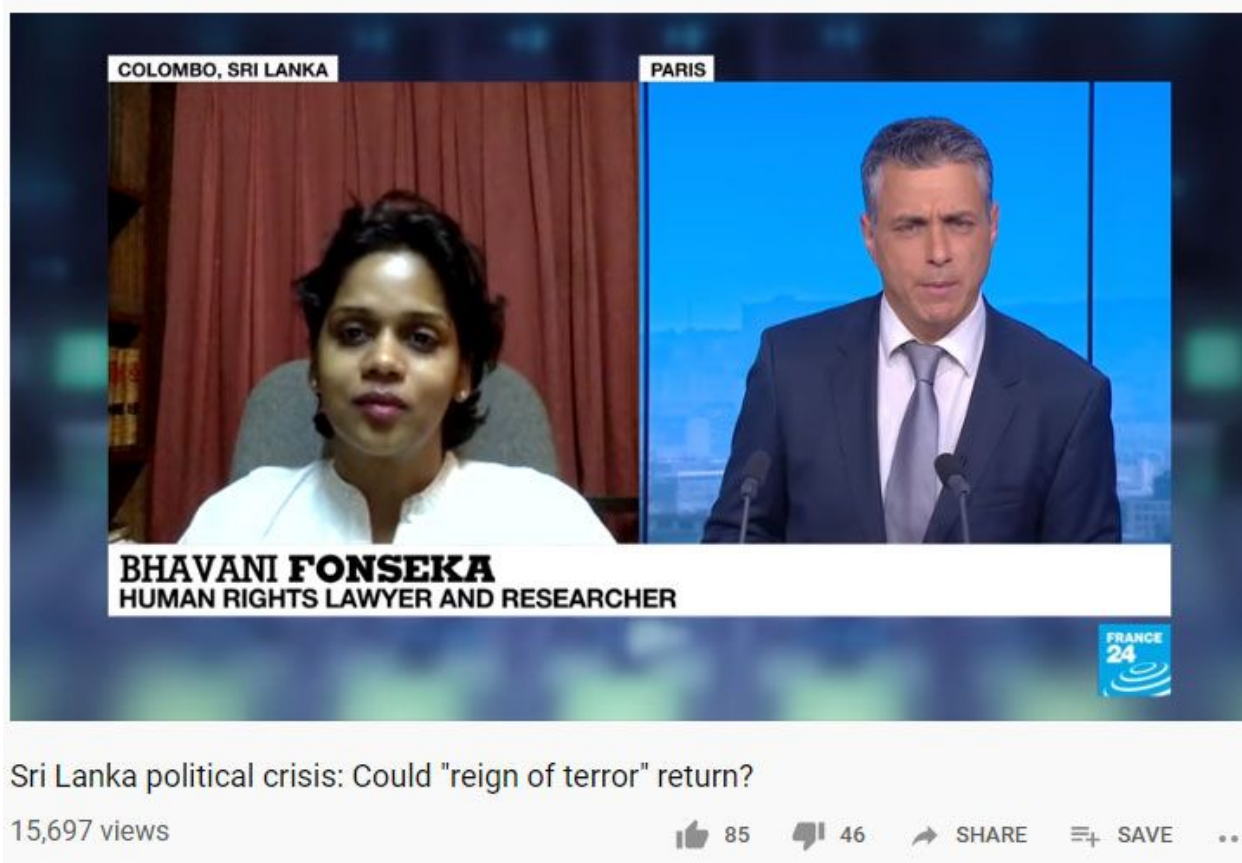 COLOMBO, SRI LANKA
PARIS
BHAVANI FONSEKA
HUMAN RIGHTS LAWYER AND RESEARCHER
FRANCE
24
Sri Lanka political crisis: Could "reign of terror" return?
15,697 views
85
46
SHARE
SAVE